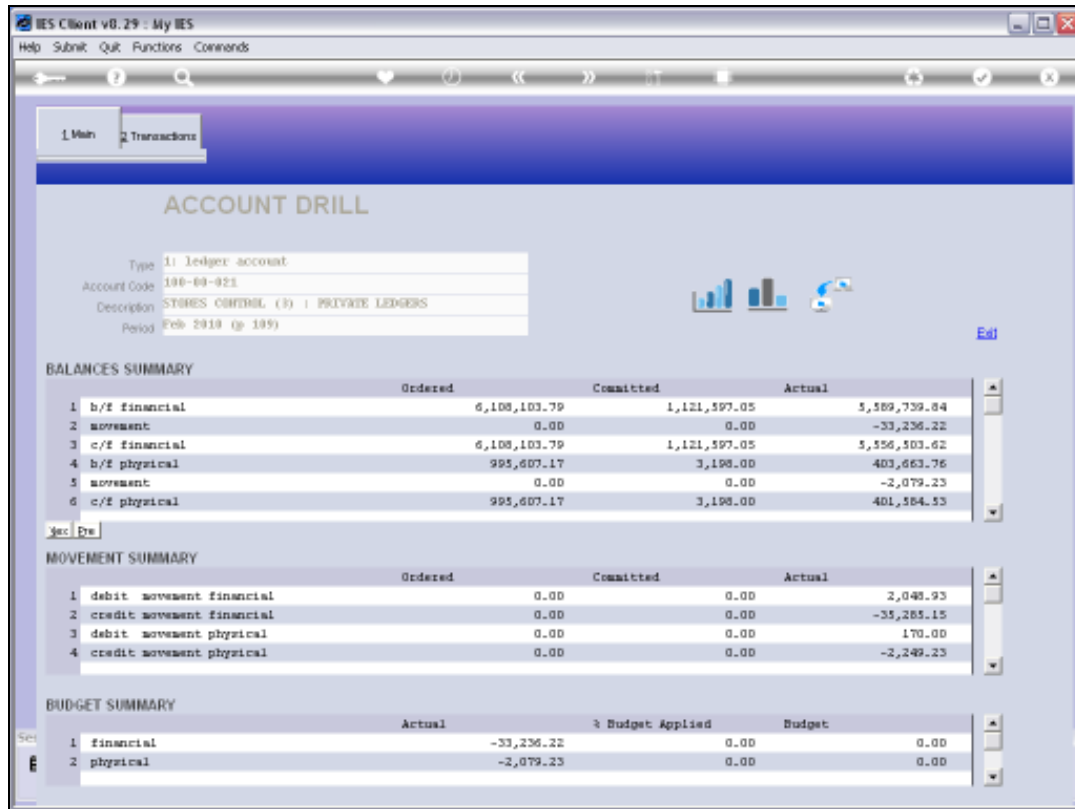 IES Client v8.29 : My IES
Help Submit Quit Functions Commands
1 Main 2 Transactions
ACCOUNT DRILL
Type 1: ledger account
Account Code 100-00-021
Description STORES CONTROL (3) : PRIVATE LEDGERS
Period Feb 2010 (p 109)
Exit
BALANCES SUMMARY
Ordered Committed Actual
1 b/f financial 6,108,103.79 1,121,597.05 5,589,739.84
2 movement 0.00 0.00 -33,236.22
3 c/f financial 6,108,103.79 1,121,597.05 5,556,503.62
4 b/f physical 995,607.17 3,198.00 403,663.76
5 movement 0.00 0.00 -2,079.23
6 c/f physical 995,607.17 3,198.00 401,584.53
Nex Pre
MOVEMENT SUMMARY
Ordered Committed Actual
1 debit movement financial 0.00 0.00 2,048.93
2 credit movement financial 0.00 0.00 -35,285.15
3 debit movement physical 0.00 0.00 170.00
4 credit movement physical 0.00 0.00 -2,249.23
BUDGET SUMMARY
Actual % Budget Applied Budget
1 financial -33,236.22 0.00 0.00
2 physical -2,079.23 0.00 0.00